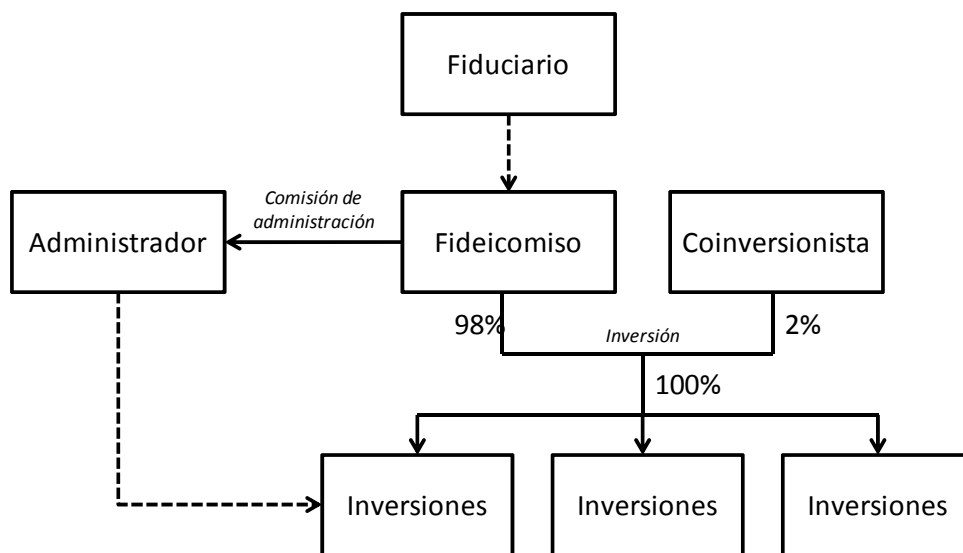 Fiduciario
Comisión de
administración
Administrador
Fideicomiso
Coinversionista
98%
Inversión
2%
100%
Inversiones
Inversiones
Inversiones